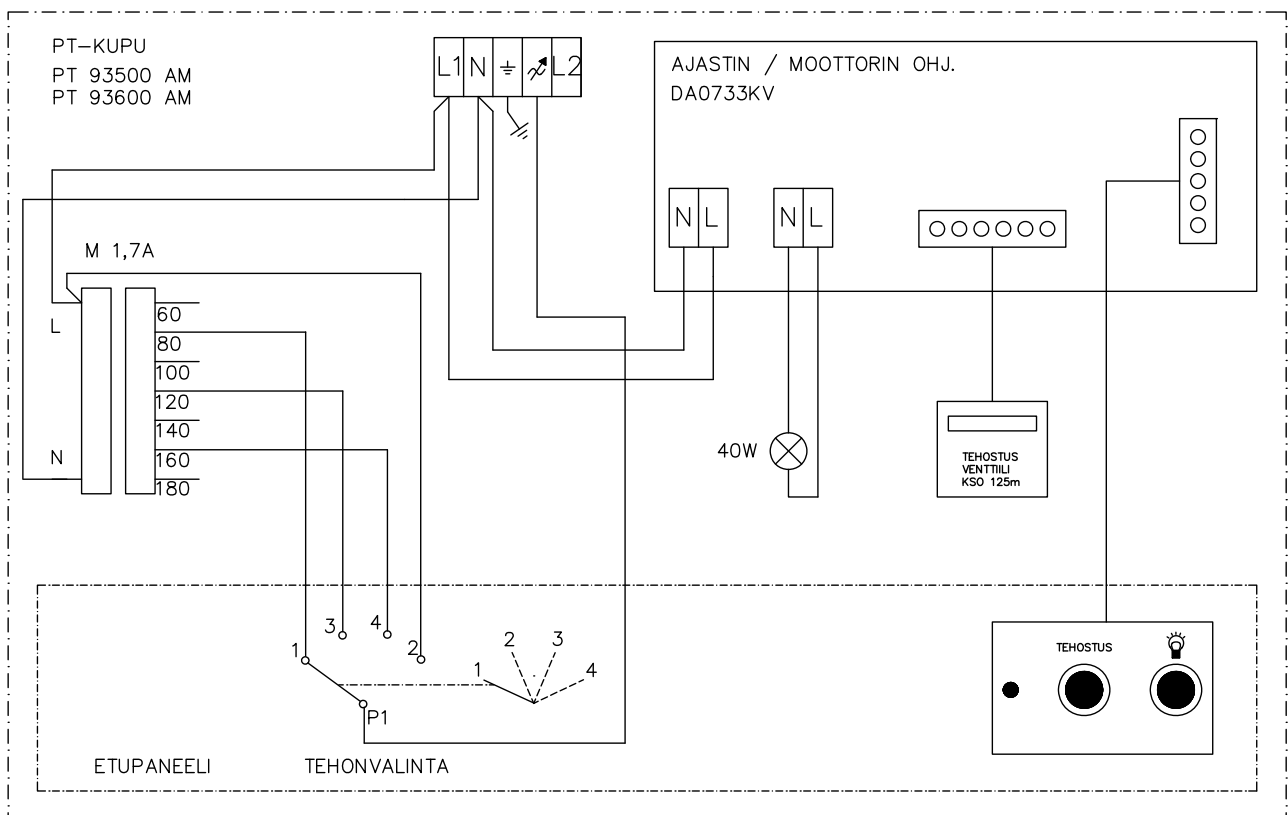 PT-KUPU
PT 93500 AM
PT 93600 AM
L1 N L2
AJASTIN / MOOTTORIN OHJ.
DA0733KV
N L
N L
M 1,7A
L
N
60
80
100
120
140
160
180
40W
TEHOSTUS
VENTTIILI
KSO 125m
1
3
4
2
P1
1
2
3
4
TEHOSTUS
ETUPANEELI
TEHONVALINTA